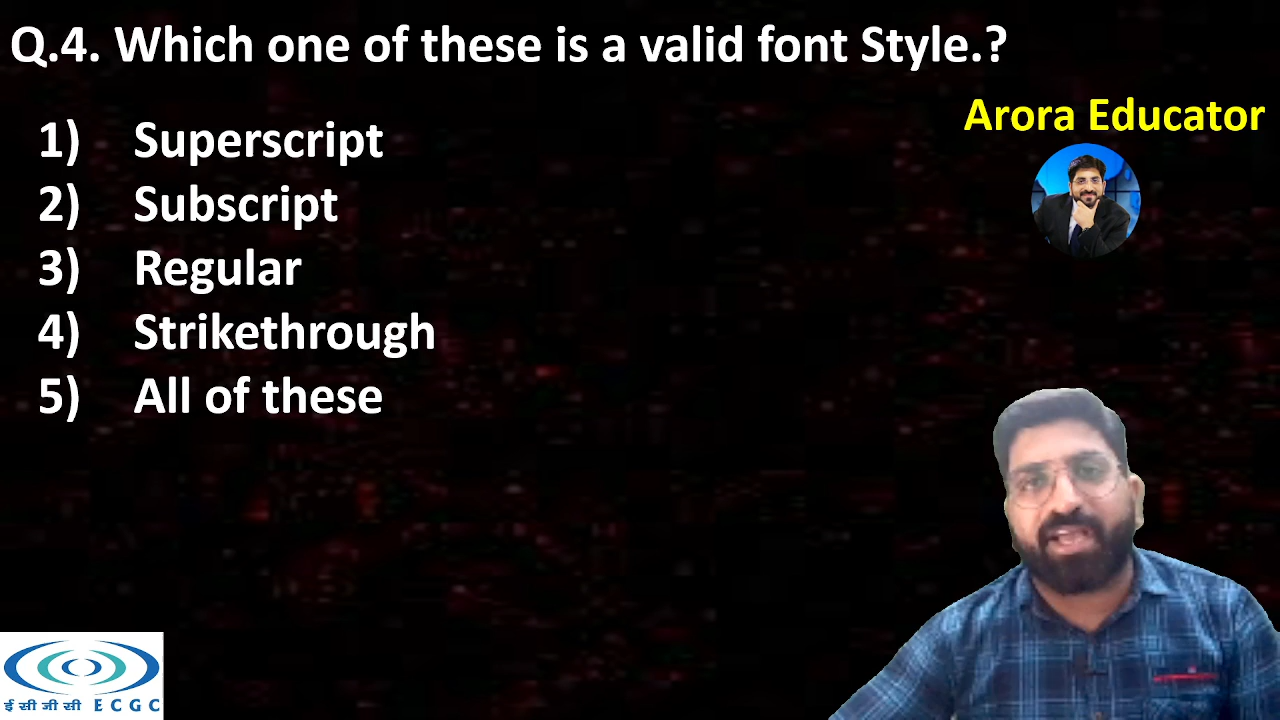 Q.4. Which one of these is a valid font Style.?
Arora Educator
1) Superscript
2) Subscript
3) Regular
4) Strikethrough
5) All of these
ई सी जी सी ECGC